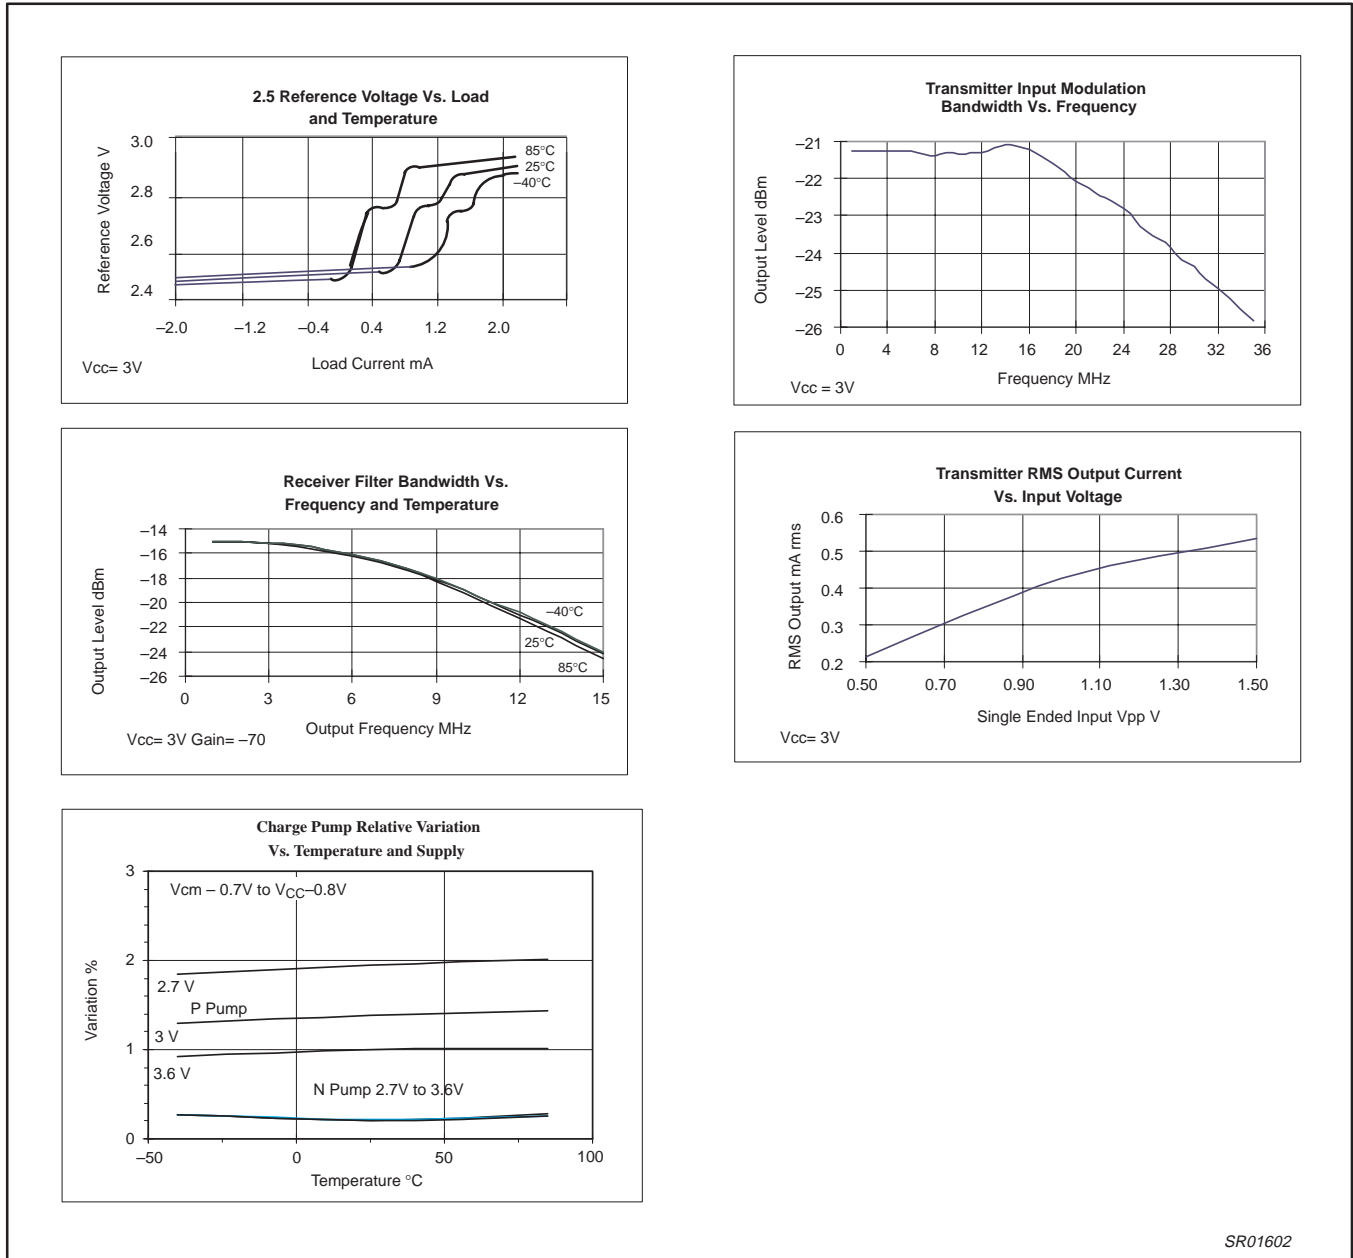 2.5 Reference Voltage Vs. Load
and Temperature
Reference Voltage V
3.0
2.8
2.6
2.4
85°C
25°C
–40°C
–2.0 –1.2 –0.4 0.4 1.2 2.0
Load Current mA
Vcc= 3V
Transmitter Input Modulation
Bandwidth Vs. Frequency
Output Level dBm
–21
–22
–23
–24
–25
–26
0 4 8 12 16 20 24 28 32 36
Frequency MHz
Vcc = 3V
Receiver Filter Bandwidth Vs.
Frequency and Temperature
Output Level dBm
–14
–16
–18
–20
–22
–24
–26
–40°C
25°C
85°C
0 3 6 9 12 15
Output Frequency MHz
Vcc= 3V Gain= –70
Transmitter RMS Output Current
Vs. Input Voltage
RMS Output mA rms
0.6
0.5
0.4
0.3
0.2
0.50 0.70 0.90 1.10 1.30 1.50
Single Ended Input Vpp V
Vcc= 3V
Charge Pump Relative Variation
Vs. Temperature and Supply
Variation %
3
2
1
0
Vcm – 0.7V to VCC–0.8V
2.7 V
P Pump
3 V
3.6 V
N Pump 2.7V to 3.6V
–50 0 50 100
Temperature °C
SR01602